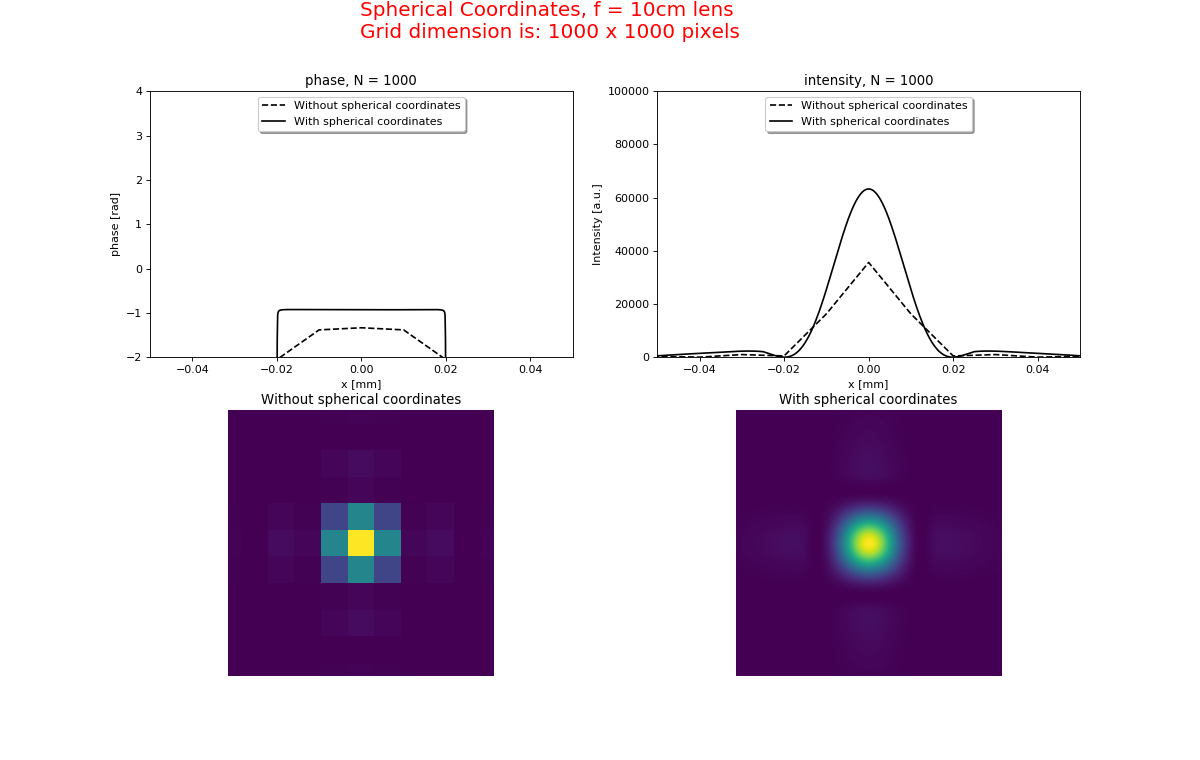 Spherical Coordinates, f = 10cm lens
Grid dimension is: 1000 x 1000 pixels
phase, N = 1000
4
3
2
1
0
−1
−2
phase [rad]
Without spherical coordinates
With spherical coordinates
−0.04
−0.02
0.00
0.02
0.04
x [mm]
intensity, N = 1000
100000
80000
60000
40000
20000
0
Intensity [a.u.]
Without spherical coordinates
With spherical coordinates
−0.04
−0.02
0.00
0.02
0.04
x [mm]
Without spherical coordinates
With spherical coordinates